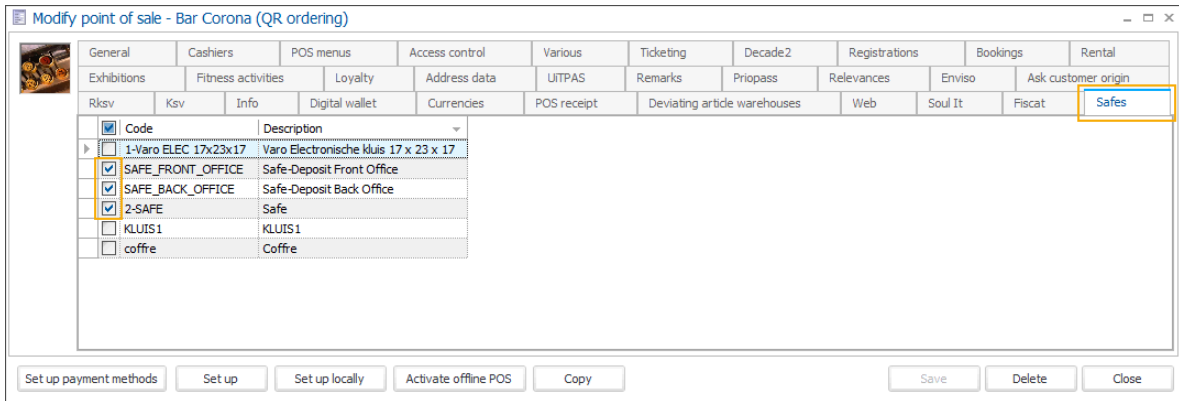 Modify point of sale - Bar Corona (QR ordering)
General Cashiers POS menus Access control Various Ticketing Decade2 Registrations Bookings Rental
Exhibitions Fitness activities Loyalty Address data UiTPAS Remarks Priopass Relevances Enviso Ask customer origin
Rksv Ksv Info Digital wallet Currencies POS receipt Deviating article warehouses Web Soul It Fiscat Safes
Code Description
1-Varo ELEC 17x23x17 Varo Electronische kluis 17 x 23 x 17
SAFE_FRONT_OFFICE Safe-Deposit Front Office
SAFE_BACK_OFFICE Safe-Deposit Back Office
2-SAFE Safe
KLUIS1 KLUIS1
coffre Coffre
Set up payment methods Set up Set up locally Activate offline POS Copy Save Delete Close